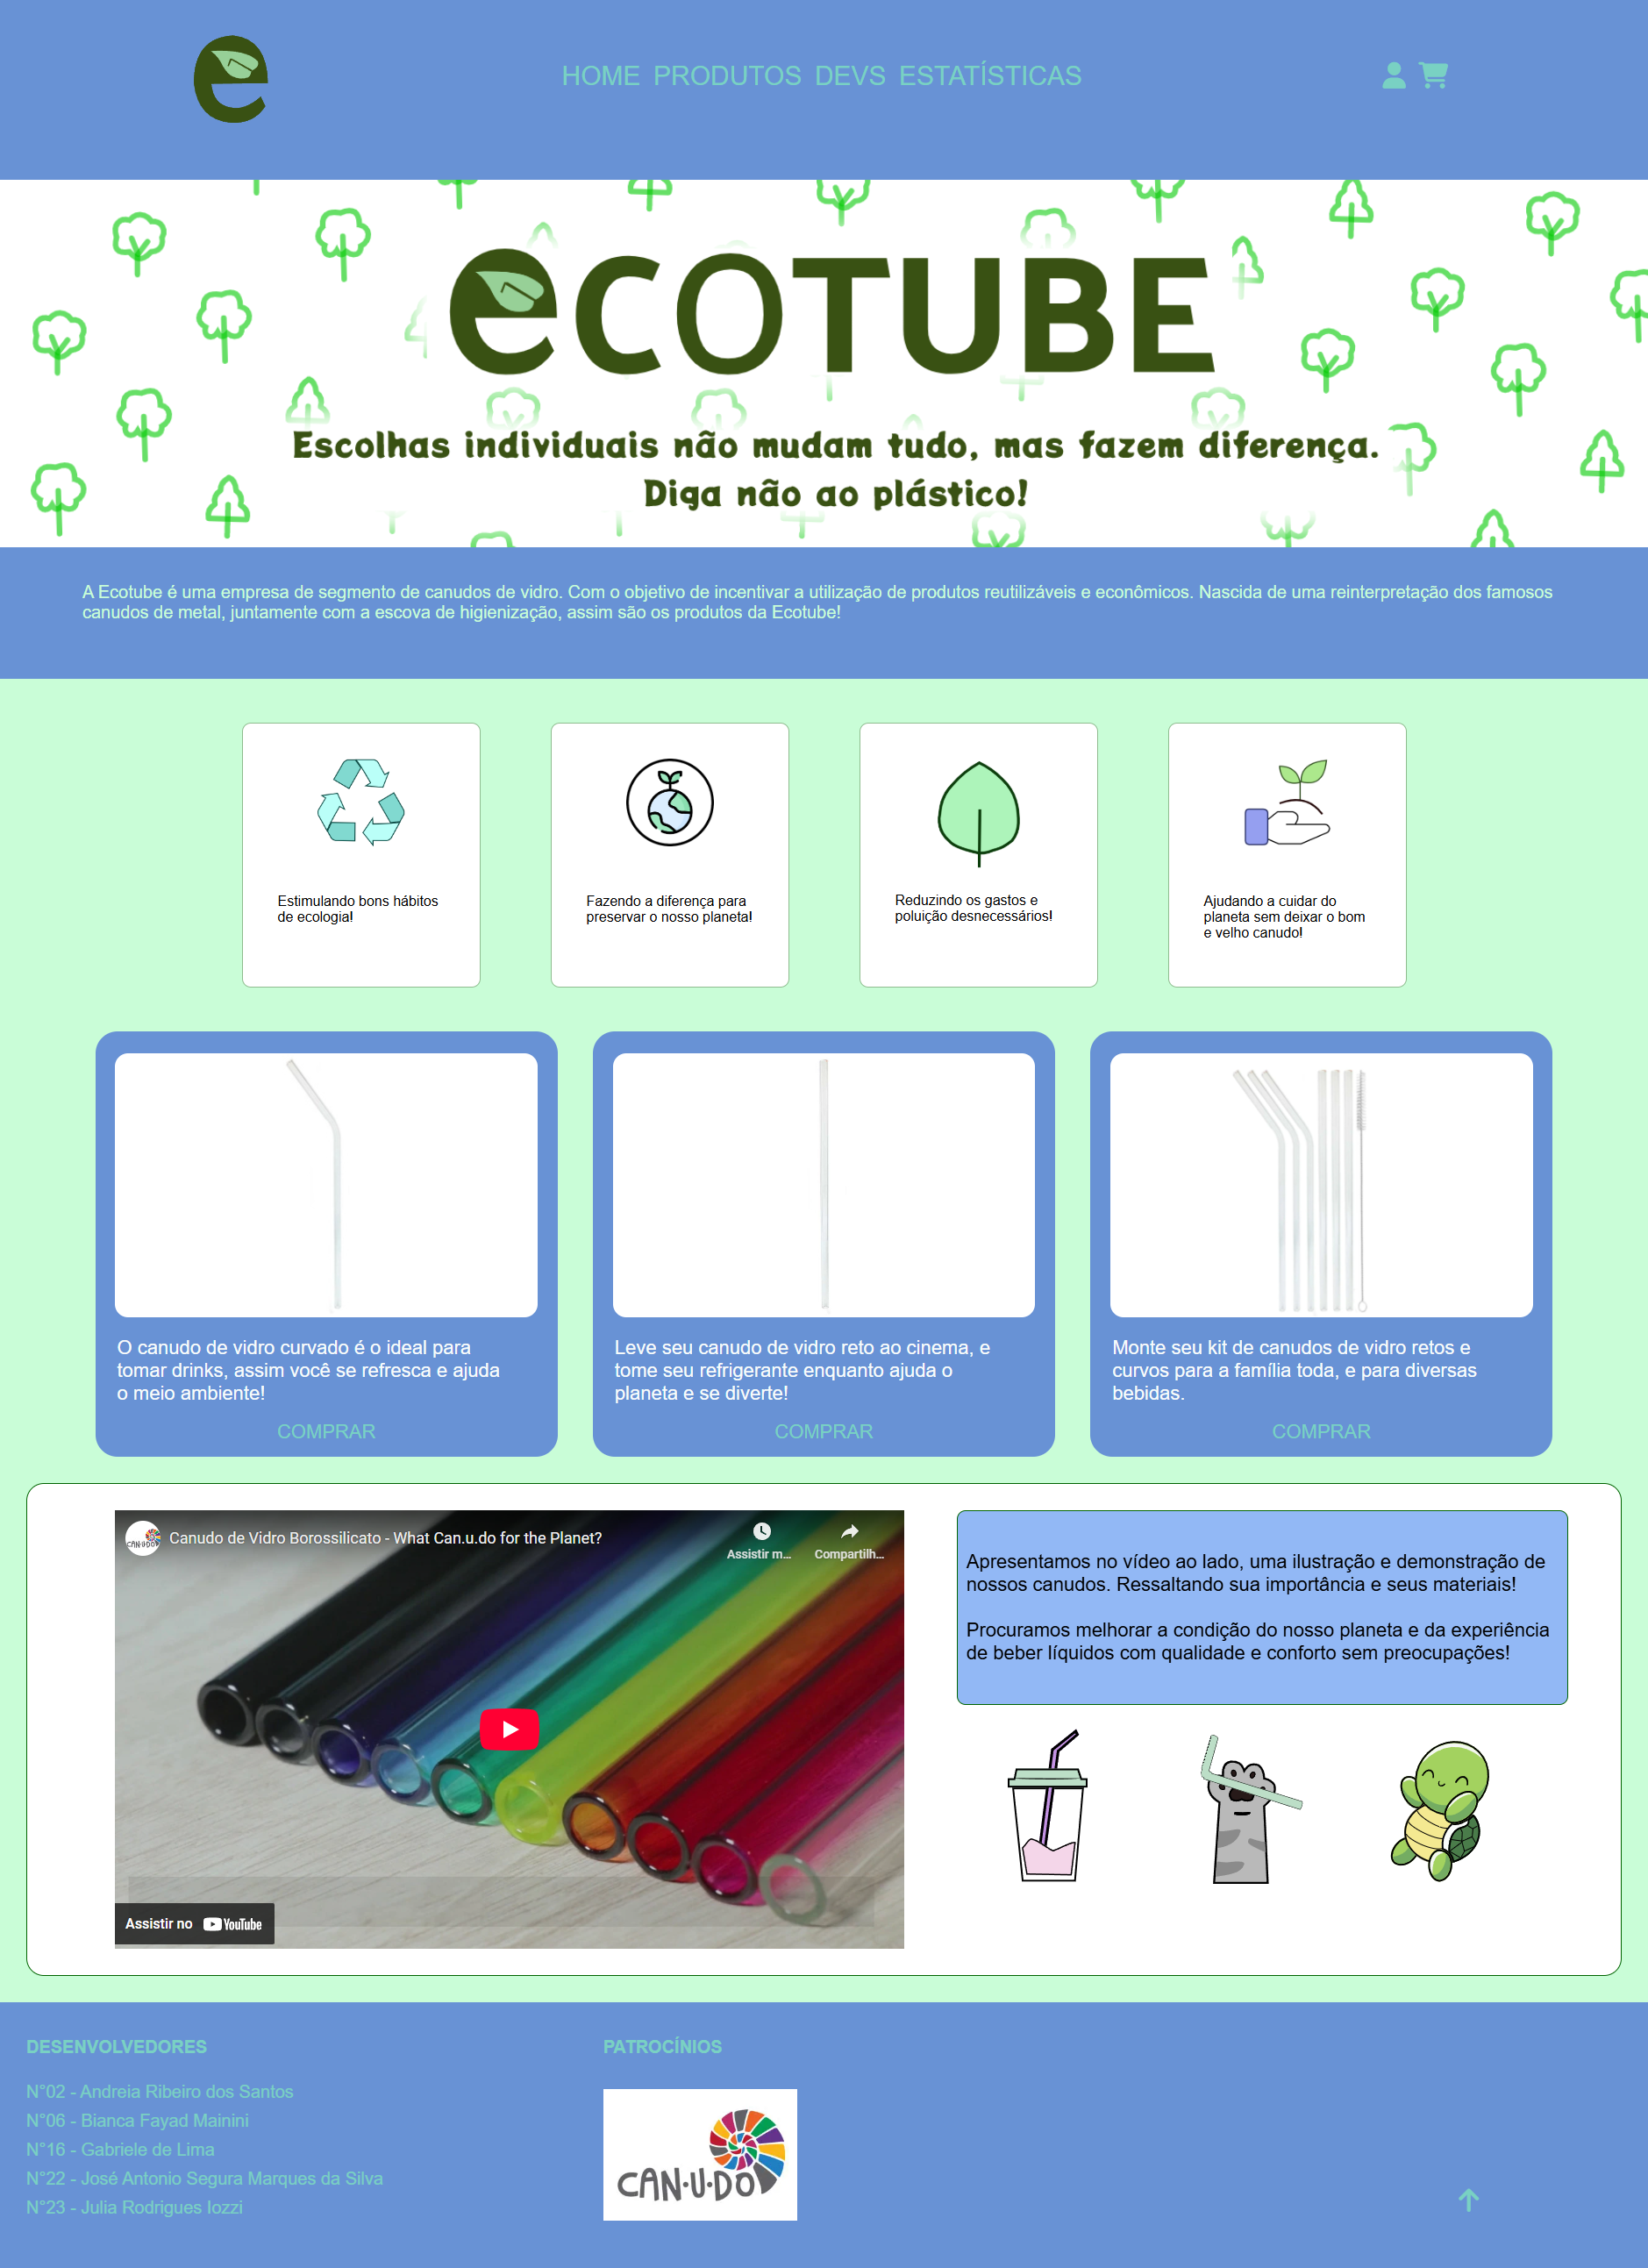 HOME PRODUTOS DEVS ESTATÍSTICAS
eCOTUBE
Escolhas individuais não mudam tudo, mas fazem diferença.
Diga não ao plástico!
A Ecotube é uma empresa de segmento de canudos de vidro. Com o objetivo de incentivar a utilização de produtos reutilizáveis e econômicos. Nascida de uma reinterpretação dos famosos
canudos de metal, juntamente com a escova de higienização, assim são os produtos da Ecotube!
Estimulando bons hábitos
de ecologia!
Fazendo a diferença para
preservar o nosso planeta!
Reduzindo os gastos e
poluição desnecessários!
Ajudando a cuidar do
planeta sem deixar o bom
e velho canudo!
O canudo de vidro curvado é o ideal para
tomar drinks, assim você se refresca e ajuda
o meio ambiente!
COMPRAR
Leve seu canudo de vidro reto ao cinema, e
tome seu refrigerante enquanto ajuda o
planeta e se diverte!
COMPRAR
Monte seu kit de canudos de vidro retos e
curvos para a família toda, e para diversas
bebidas.
COMPRAR
CAN·U·DO
Canudo de Vidro Borossilicato - What Can.u.do for the Planet?
Assistir m...
Compartilh...
Assistir no YouTube
Apresentamos no vídeo ao lado, uma ilustração e demonstração de
nossos canudos. Ressaltando sua importância e seus materiais!
Procuramos melhorar a condição do nosso planeta e da experiência
de beber líquidos com qualidade e conforto sem preocupações!
DESENVOLVEDORES
N°02 - Andreia Ribeiro dos Santos
N°06 - Bianca Fayad Mainini
N°16 - Gabriele de Lima
N°22 - José Antonio Segura Marques da Silva
N°23 - Julia Rodrigues Iozzi
PATROCÍNIOS
CAN·U·DO